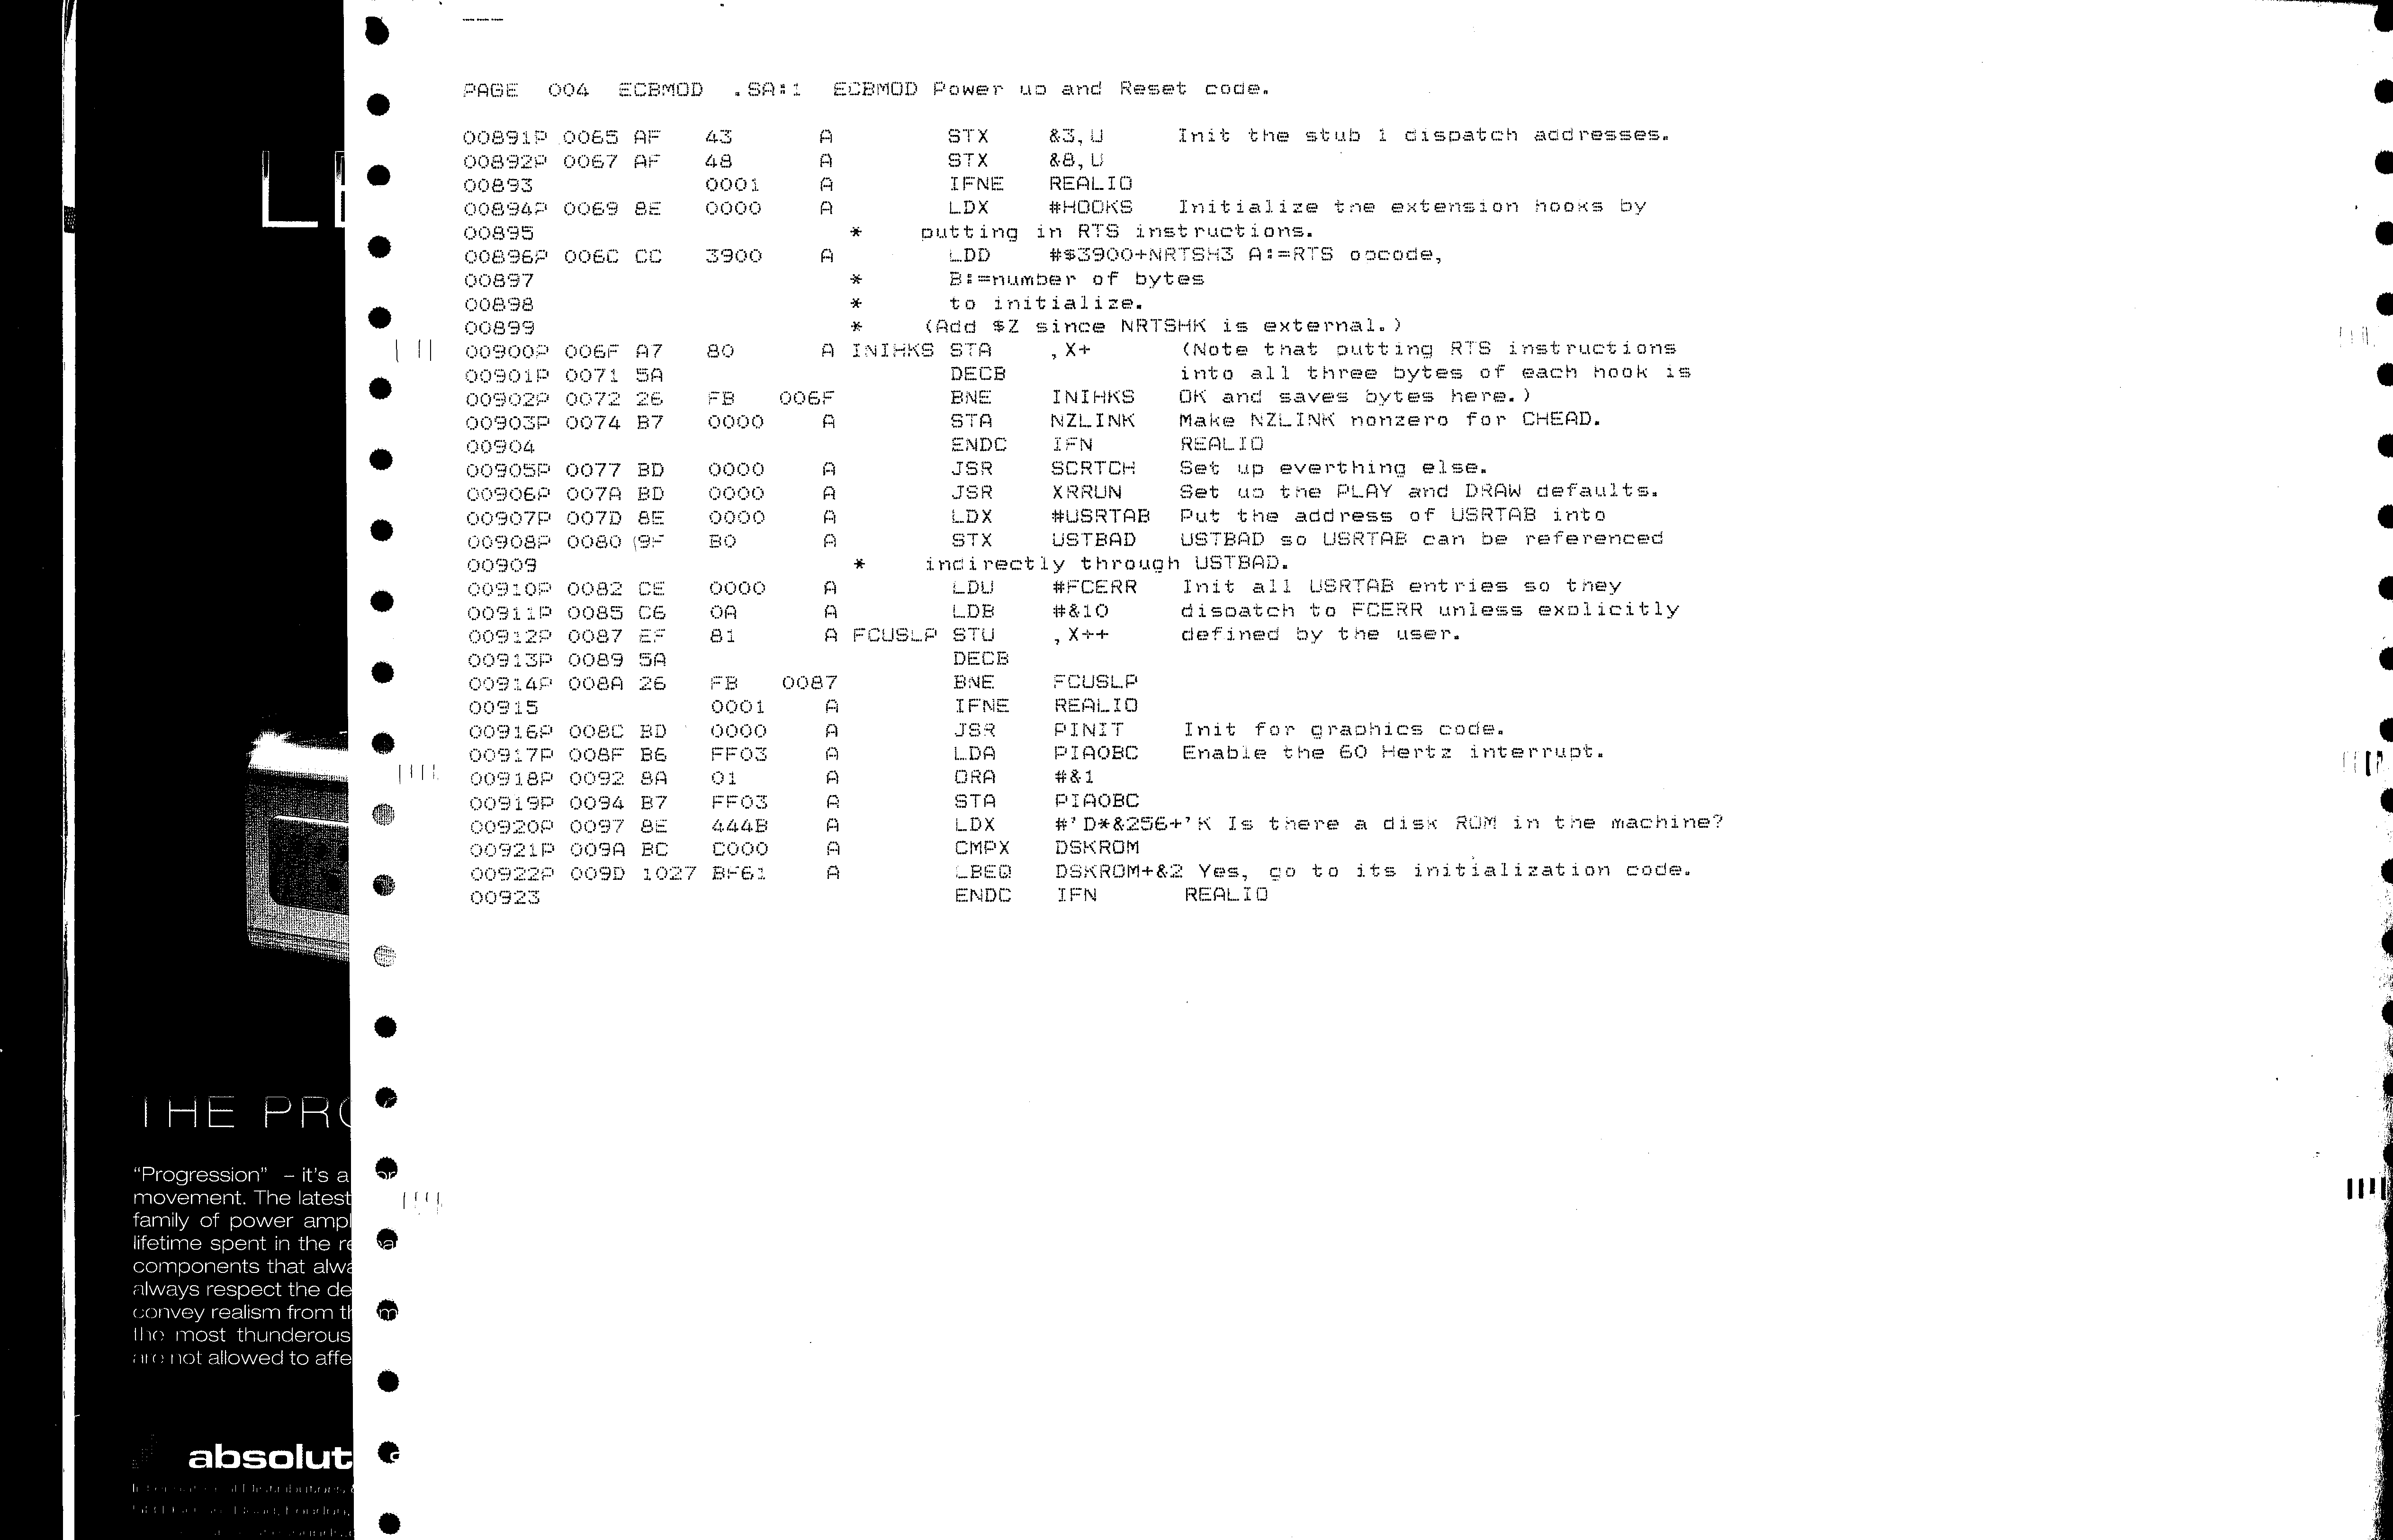 PAGE  004  ECBMOD  .SA:1  ECBMOD Power up and Reset code.
00891P 0065 AF   43      A        STX    &3,U     Init the stub 1 dispatch addresses.
00892P 0067 AF   48      A        STX    &8,U
00893            0001    A        IFNE   REALIO
00894P 0069 8E   0000    A        LDX    #HOOKS   Initialize the extension hooks by
00895                      *    putting in RTS instructions.
00896P 006C CC   3900    A        LDD    #$3900+NRTSH3 A:=RTS opcode,
00897                      *      B:=number of bytes
00898                      *      to initialize.
00899                      *    (Add $Z since NRTSHK is external.)
00900P 006F A7   80      A INIHKS STA    ,X+      (Note that putting RTS instructions
00901P 0071 5A                    DECB            into all three bytes of each hook is
00902P 0072 26   FB   006F        BNE    INIHKS   OK and saves bytes here.)
00903P 0074 B7   0000    A        STA    NZLINK   Make NZLINK nonzero for CHEAD.
00904                             ENDC   IFN      REALIO
00905P 0077 BD   0000    A        JSR    SCRTCH   Set up everthing else.
00906P 007A BD   0000    A        JSR    XRRUN    Set up the PLAY and DRAW defaults.
00907P 007D 8E   0000    A        LDX    #USRTAB  Put the address of USRTAB into
00908P 0080 9F   B0      A        STX    USTBAD   USTBAD so USRTAB can be referenced
00909                      *    indirectly through USTBAD.
00910P 0082 CE   0000    A        LDU    #FCERR   Init all USRTAB entries so they
00911P 0085 C6   0A      A        LDB    #&10     dispatch to FCERR unless explicitly
00912P 0087 EF   81      A FCUSLP STU    ,X++     defined by the user.
00913P 0089 5A                    DECB
00914P 008A 26   FB   0087        BNE    FCUSLP
00915            0001    A        IFNE   REALIO
00916P 008C BD   0000    A        JSR    PINIT    Init for graphics code.
00917P 008F B6   FF03    A        LDA    PIA0BC   Enable the 60 Hertz interrupt.
00918P 0092 8A   01      A        ORA    #&1
00919P 0094 B7   FF03    A        STA    PIA0BC
00920P 0097 8E   444B    A        LDX    #'D*&256+'K Is there a disk ROM in the machine?
00921P 009A BC   C000    A        CMPX   DSKROM
00922P 009D 1027 BF61    A        LBEQ   DSKROM+&2 Yes, go to its initialization code.
00923                             ENDC   IFN      REALIO
THE PRO
“Progression” – it's a
movement. The latest
family of power ampl
lifetime spent in the re
components that alwa
always respect the de
convey realism from th
the most thunderous
are not allowed to affe
absolut